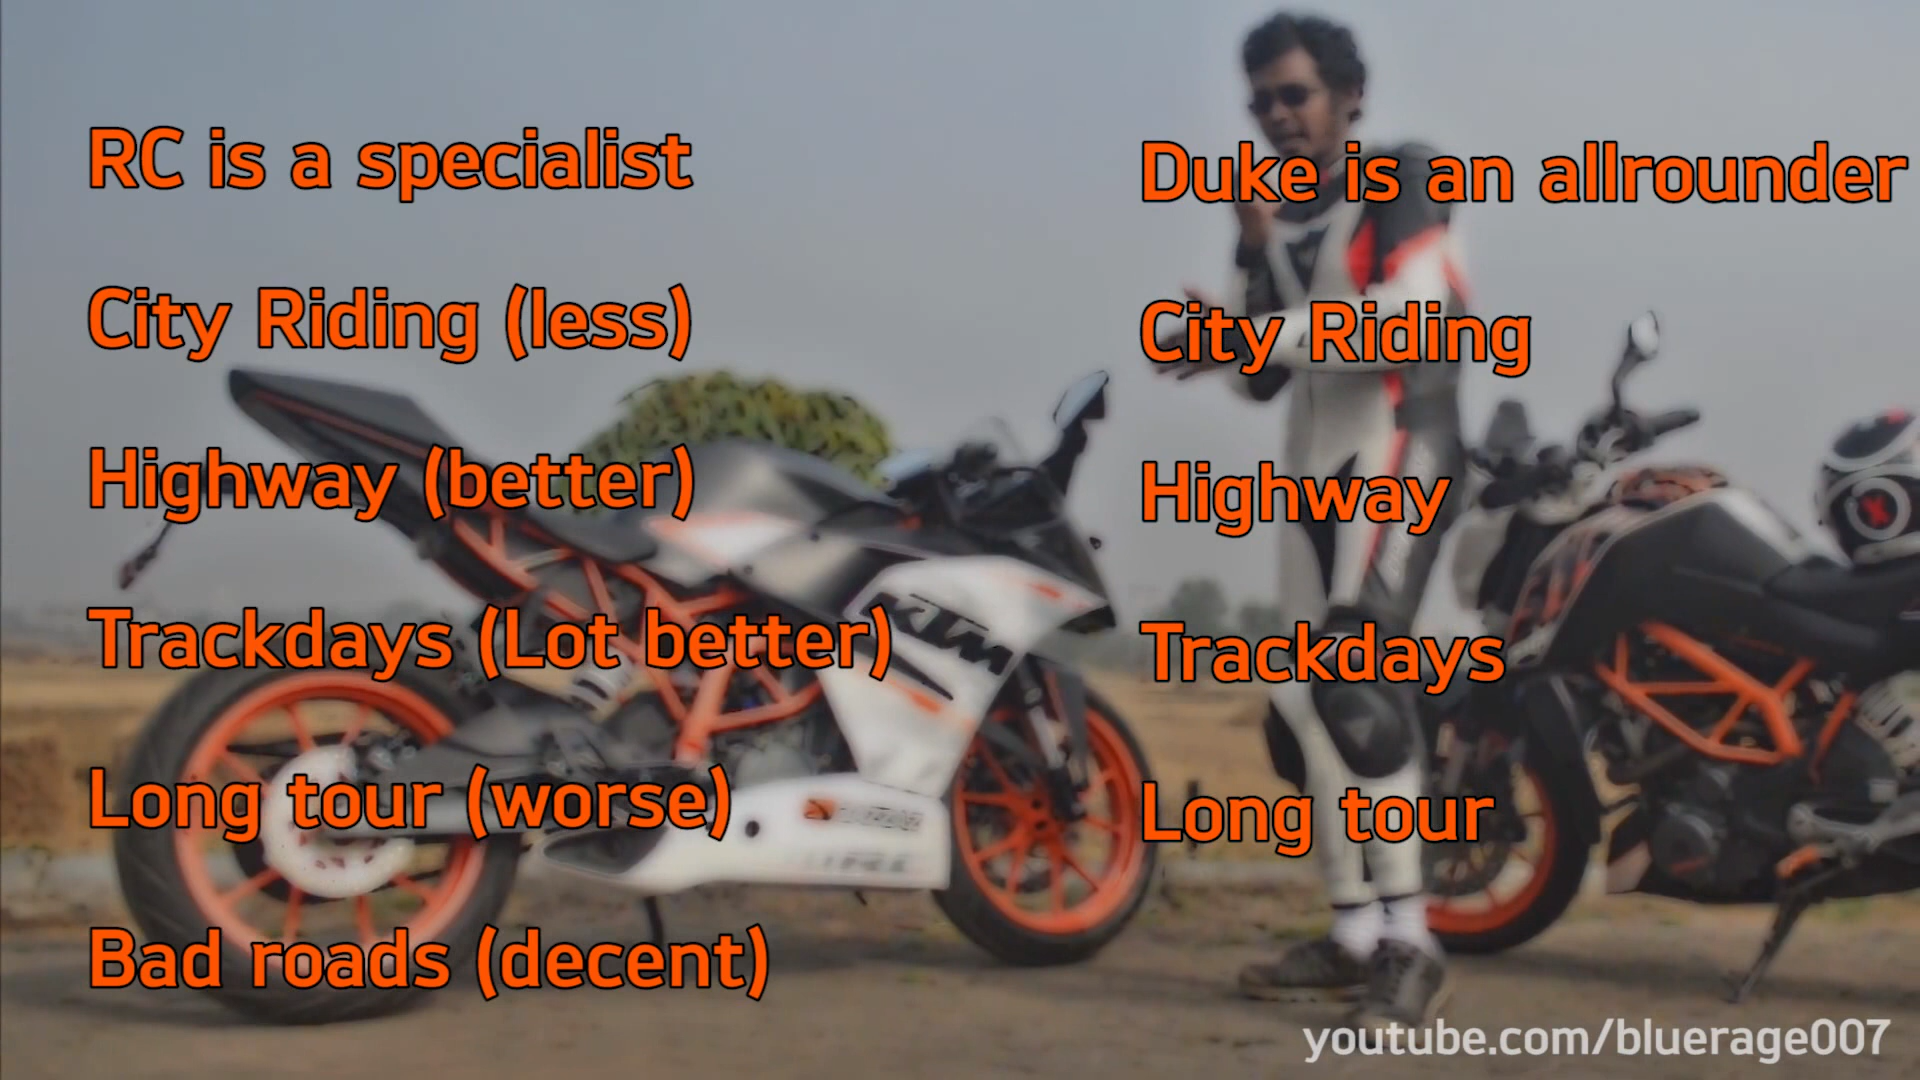 RC is a specialist
City Riding (less)
Highway (better)
Trackdays (Lot better)
Long tour (worse)
Bad roads (decent)
Duke is an allrounder
City Riding
Highway
Trackdays
Long tour
KTM
youtube.com/bluerage007